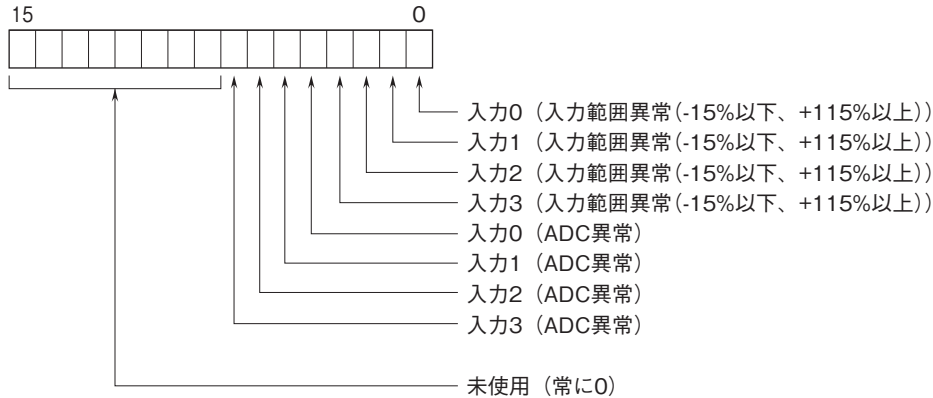 15 0
入力0（入力範囲異常（-15%以下、+115%以上））
入力1（入力範囲異常（-15%以下、+115%以上））
入力2（入力範囲異常（-15%以下、+115%以上））
入力3（入力範囲異常（-15%以下、+115%以上））
入力0（ADC異常）
入力1（ADC異常）
入力2（ADC異常）
入力3（ADC異常）
未使用（常に0）